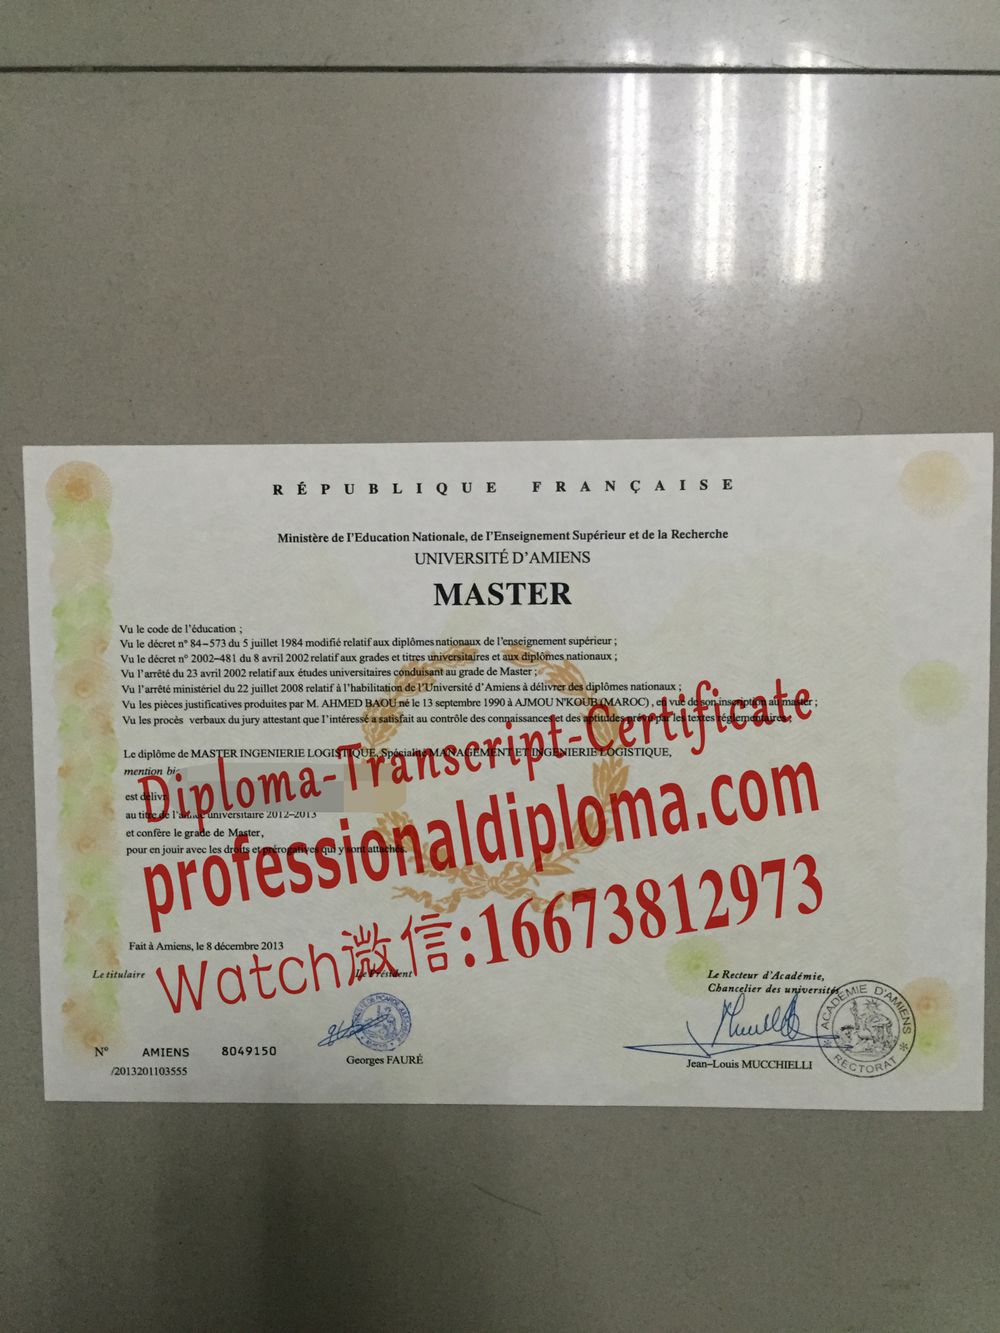 RÉPUBLIQUE FRANÇAISE
Ministère de l'Education Nationale, de l'Enseignement Supérieur et de la Recherche
UNIVERSITÉ D'AMIENS
MASTER
Vu le code de l'éducation ;
Vu le décret n° 84–573 du 5 juillet 1984 modifié relatif aux diplômes nationaux de l'enseignement supérieur ;
Vu le décret n° 2002–481 du 8 avril 2002 relatif aux grades et titres universitaires et aux diplômes nationaux ;
Vu l'arrêté du 23 avril 2002 relatif aux études universitaires conduisant au grade de Master ;
Vu l'arrêté ministériel du 22 juillet 2008 relatif à l'habilitation de l'Université d'Amiens à délivrer des diplômes nationaux ;
Vu les pièces justificatives produites par M. AHMED BAOU né le 13 septembre 1990 à AJMOU N'KOUB (MAROC) , en vue de son inscription au master ;
Vu les procès verbaux du jury attestant que l'intéressé a satisfait au contrôle des connaissances et des aptitudes prévu par les textes réglementaires.
Le diplôme de MASTER INGENIERIE LOGISTIQUE, Spécialité MANAGEMENT ET INGENIERIE LOGISTIQUE,
mention
est
au titre de l'année universitaire 2012–2013
et confère le grade de Master,
pour en jouir avec les droits et prérogatives qui y sont attachés.
Diploma-Transcript-Certificate
professionaldiploma.com
Watch微信:16673812973
Fait à Amiens, le 8 décembre 2013
Le titulaire
Le Président
Le Recteur d'Académie,
Chancelier des universités
Georges FAURÉ
Jean–Louis MUCCHIELLI
ACADÉMIE D'AMIENS
RECTORAT
N° AMIENS 8049150
/2013201103555